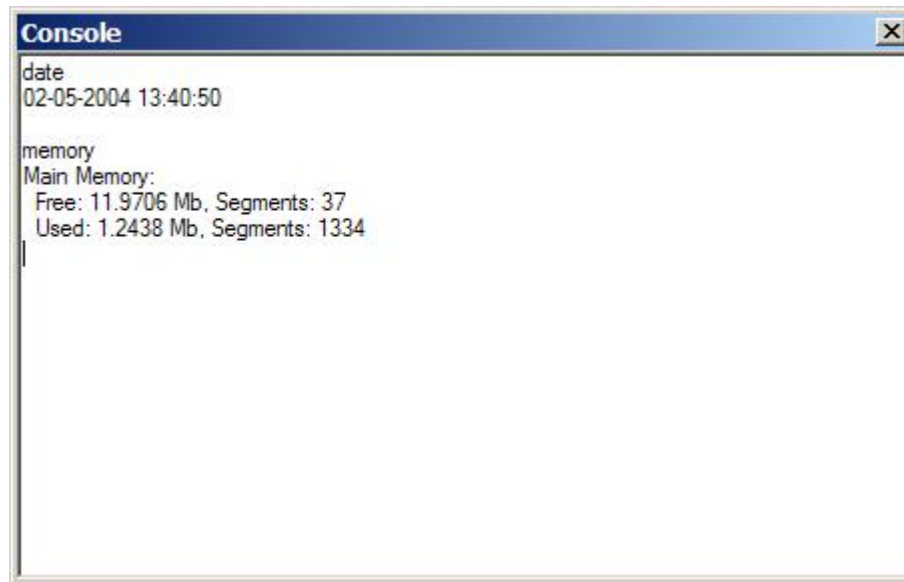 Console
date
02-05-2004 13:40:50
memory
Main Memory:
Free: 11.9706 Mb, Segments: 37
Used: 1.2438 Mb, Segments: 1334